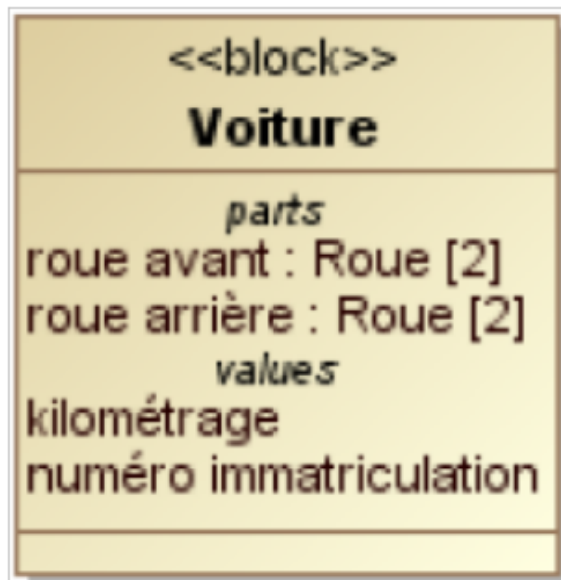 <<block>>
Voiture
parts
roue avant : Roue [2]
roue arrière : Roue [2]
values
kilométrage
numéro immatriculation